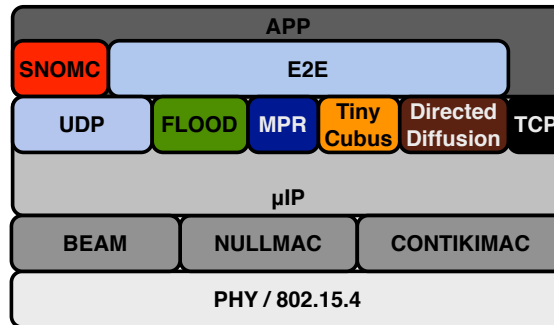 APP
SNOMC E2E
UDP FLOOD MPR Tiny Cubus Directed Diffusion TCP
µIP
BEAM NULLMAC CONTIKIMAC
PHY / 802.15.4